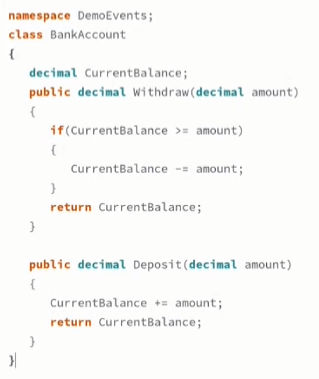 namespace DemoEvents;
class BankAccount
{
decimal CurrentBalance;
public decimal Withdraw(decimal amount)
{
if(CurrentBalance >= amount)
{
CurrentBalance -= amount;
}
return CurrentBalance;
}
public decimal Deposit(decimal amount)
{
CurrentBalance += amount;
return CurrentBalance;
}
}